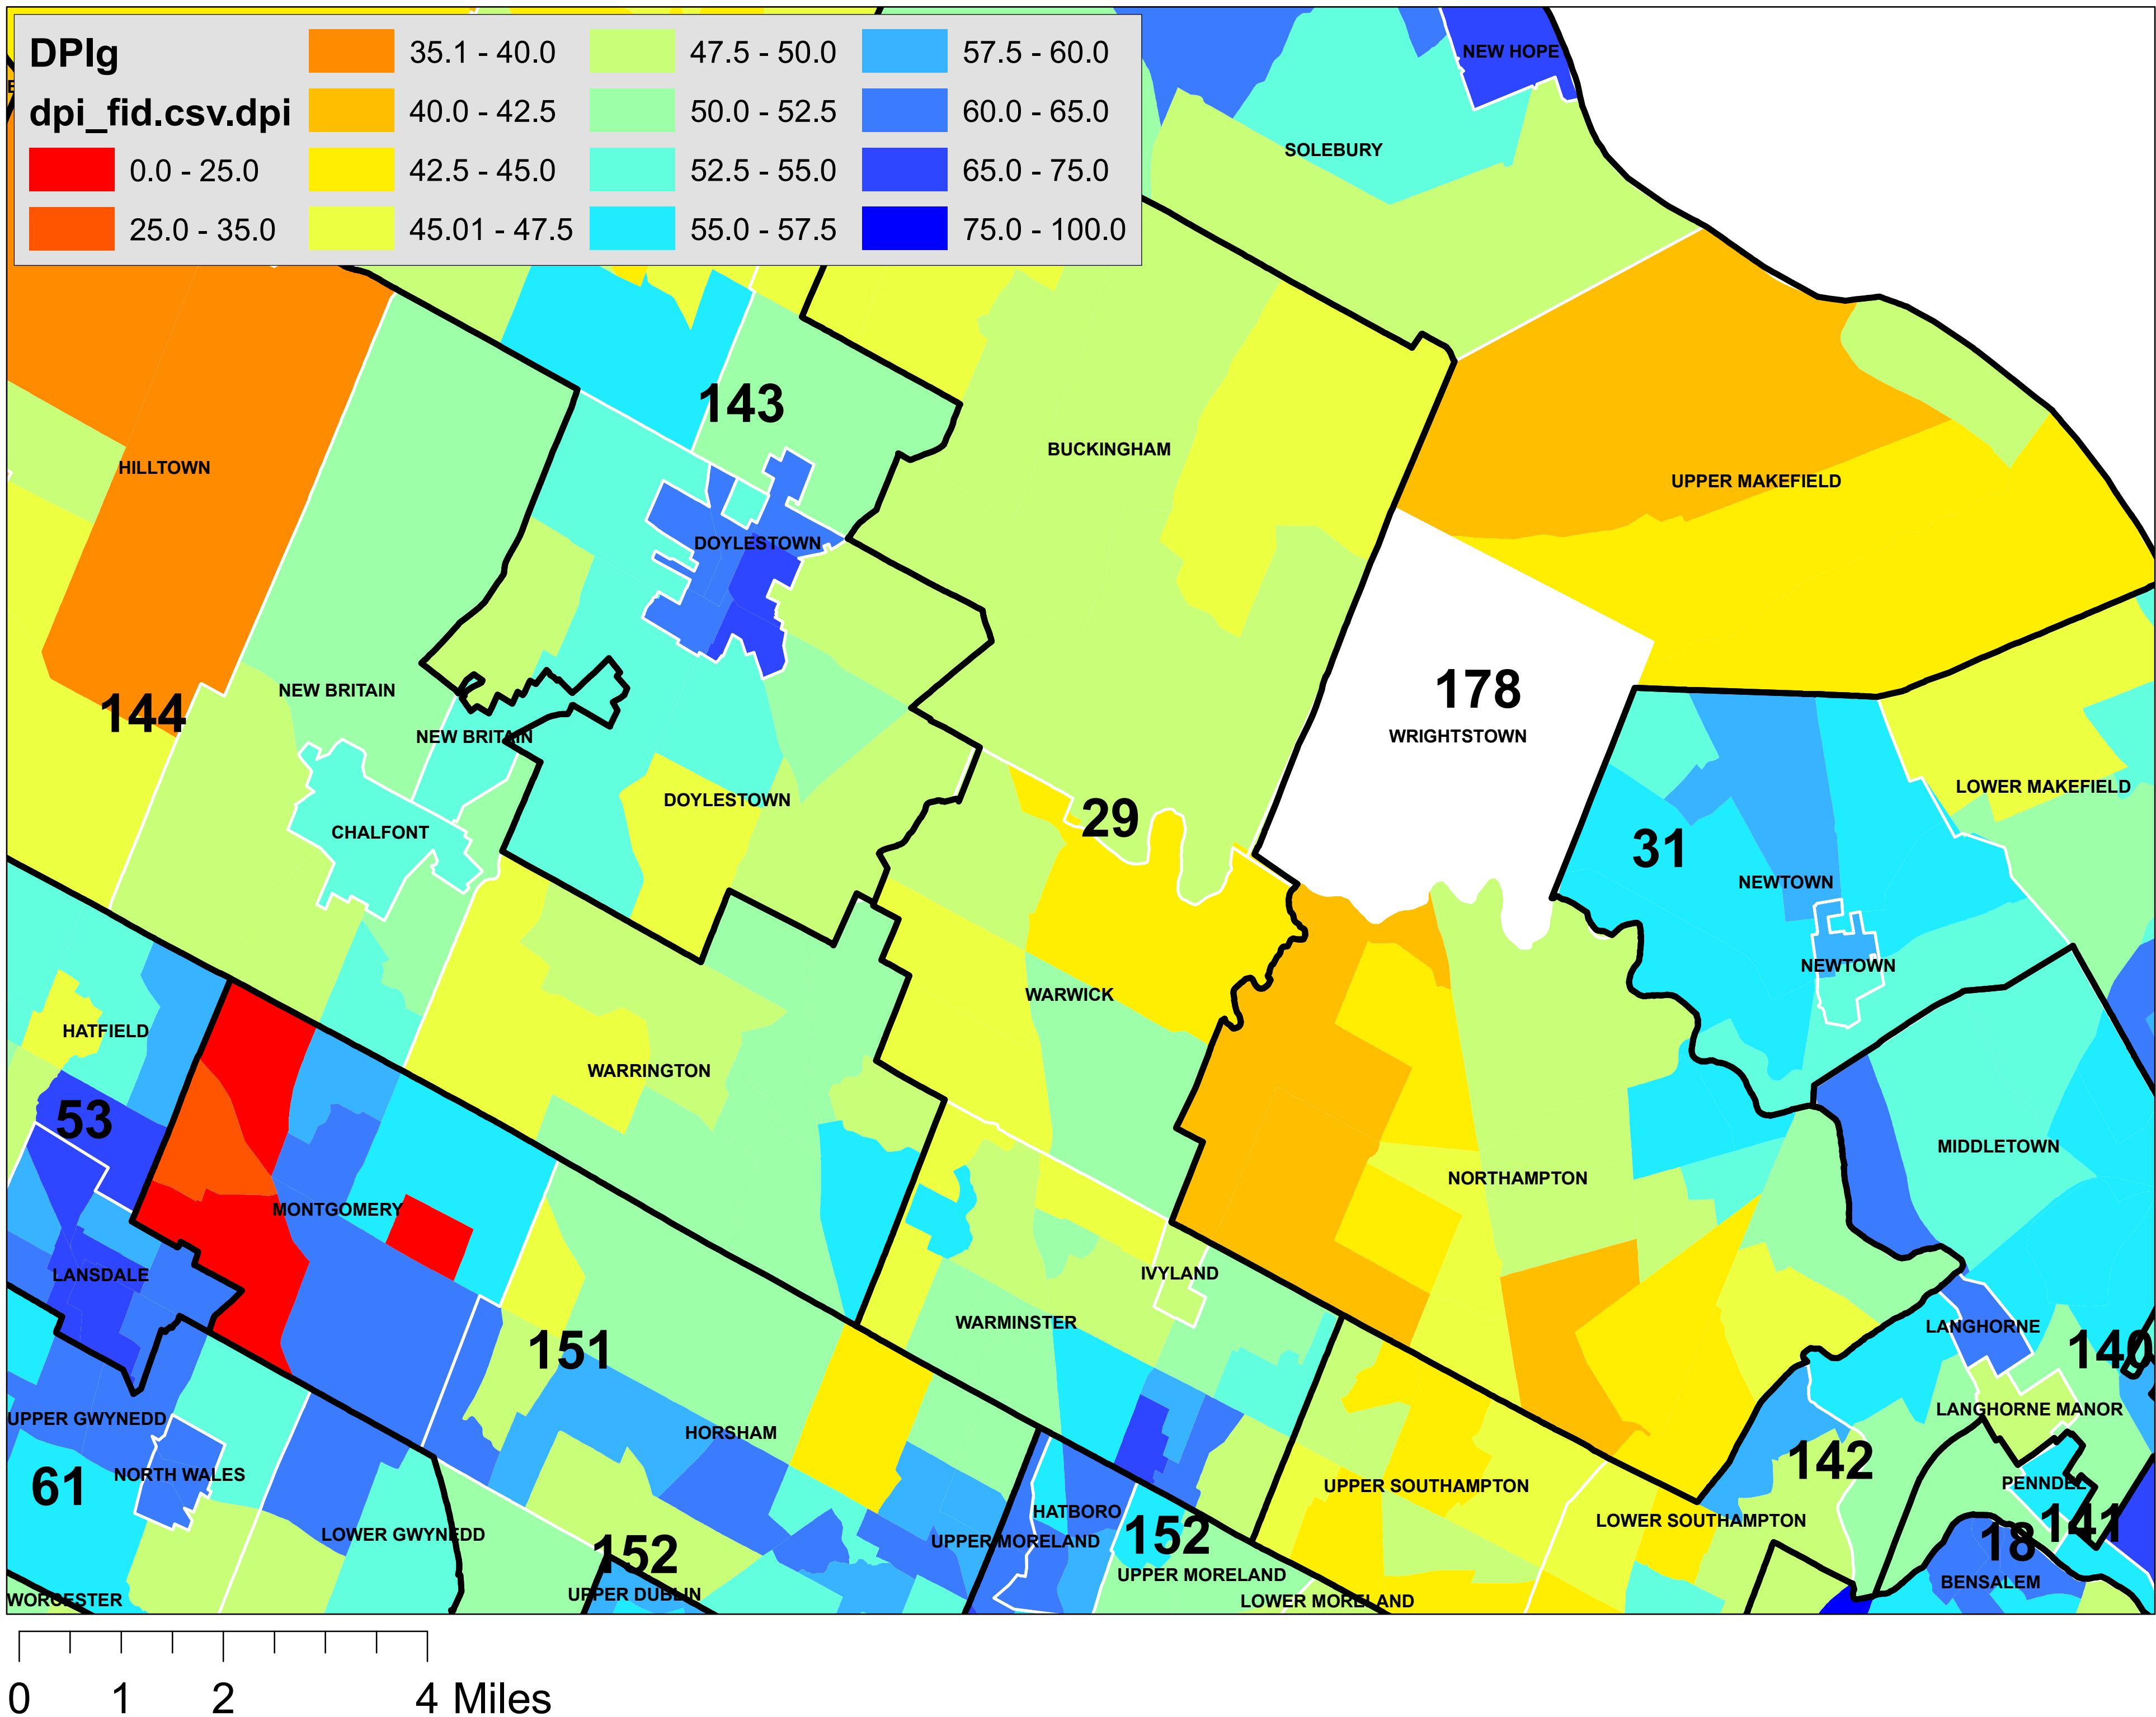 DPIg
dpi_fid.csv.dpi
0.0 - 25.0
25.0 - 35.0
35.1 - 40.0
40.0 - 42.5
42.5 - 45.0
45.01 - 47.5
47.5 - 50.0
50.0 - 52.5
52.5 - 55.0
55.0 - 57.5
57.5 - 60.0
60.0 - 65.0
65.0 - 75.0
75.0 - 100.0
NEW HOPE
SOLEBURY
143
BUCKINGHAM
HILLTOWN
UPPER MAKEFIELD
DOYLESTOWN
NEW BRITAIN
178
144
NEW BRITAIN
WRIGHTSTOWN
LOWER MAKEFIELD
DOYLESTOWN
29
CHALFONT
31
NEWTOWN
NEWTOWN
WARWICK
HATFIELD
WARRINGTON
53
MIDDLETOWN
NORTHAMPTON
MONTGOMERY
LANSDALE
IVYLAND
WARMINSTER
LANGHORNE
151
140
LANGHORNE MANOR
UPPER GWYNEDD
HORSHAM
142
NORTH WALES
61
UPPER SOUTHAMPTON
PENNDEL
HATBORO
LOWER SOUTHAMPTON
141
LOWER GWYNEDD
152
UPPER MORELAND
152
18
UPPER MORELAND
BENSALEM
UPPER DUBLIN
WORCESTER
LOWER MORELAND
0 1 2 4 Miles